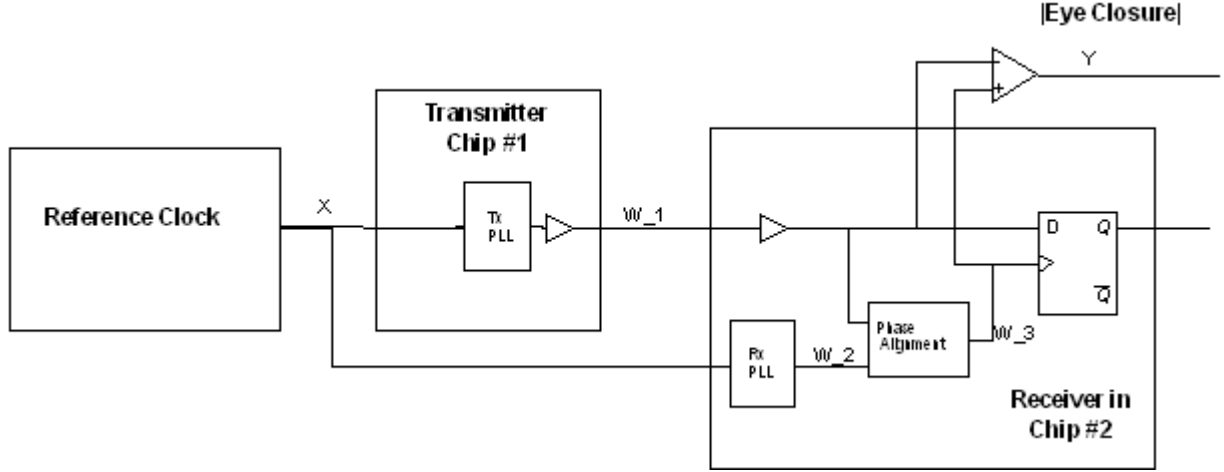 |Eye Closure|
Y
Transmitter
Chip #1
Reference Clock
X
Tx
PLL
W_1
D
Q
Q̅
Phase
Alignment
W_3
Rx
PLL
W_2
Receiver in
Chip #2
−
+